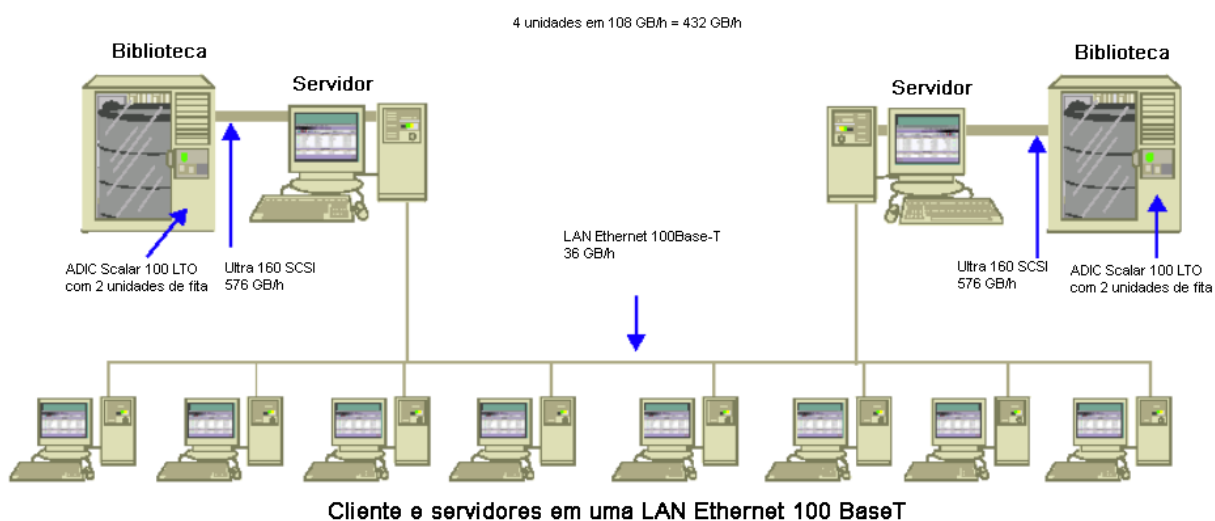 4 unidades em 108 GB/h = 432 GB/h
Biblioteca
Servidor
Servidor
Biblioteca
ADIC Scalar 100 LTO
com 2 unidades de fita
Ultra 160 SCSI
576 GB/h
LAN Ethernet 100Base-T
36 GB/h
Ultra 160 SCSI
576 GB/h
ADIC Scalar 100 LTO
com 2 unidades de fita
Cliente e servidores em uma LAN Ethernet 100 BaseT